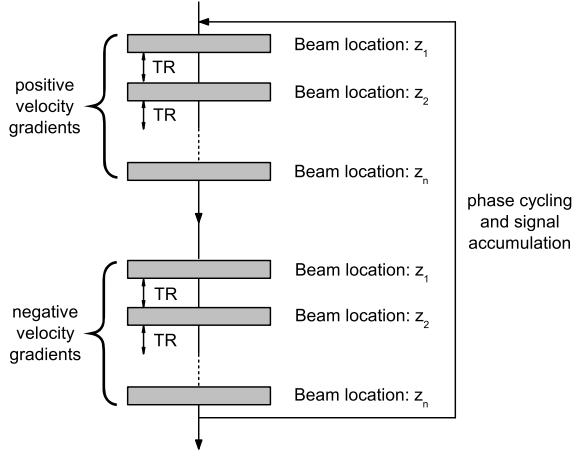 Beam location: z1
TR
positive
velocity
gradients
Beam location: z2
TR
Beam location: zn
phase cycling
and signal
accumulation
Beam location: z1
TR
negative
velocity
gradients
Beam location: z2
TR
Beam location: zn